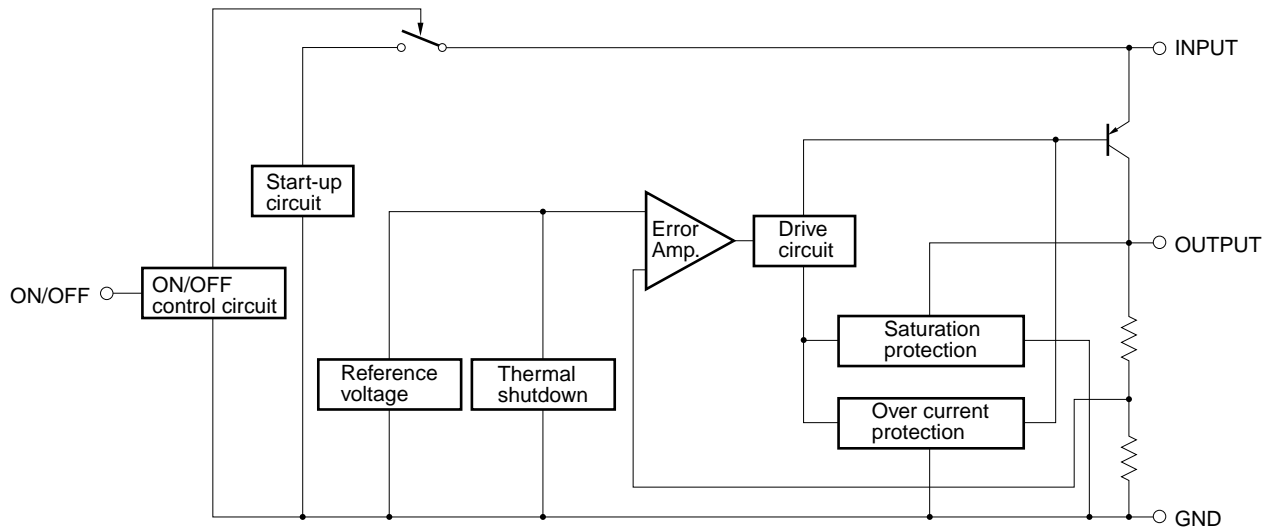 INPUT
Start-up
circuit
Error
Amp.
Drive
circuit
OUTPUT
ON/OFF
ON/OFF
control circuit
Saturation
protection
Reference
voltage
Thermal
shutdown
Over current
protection
GND